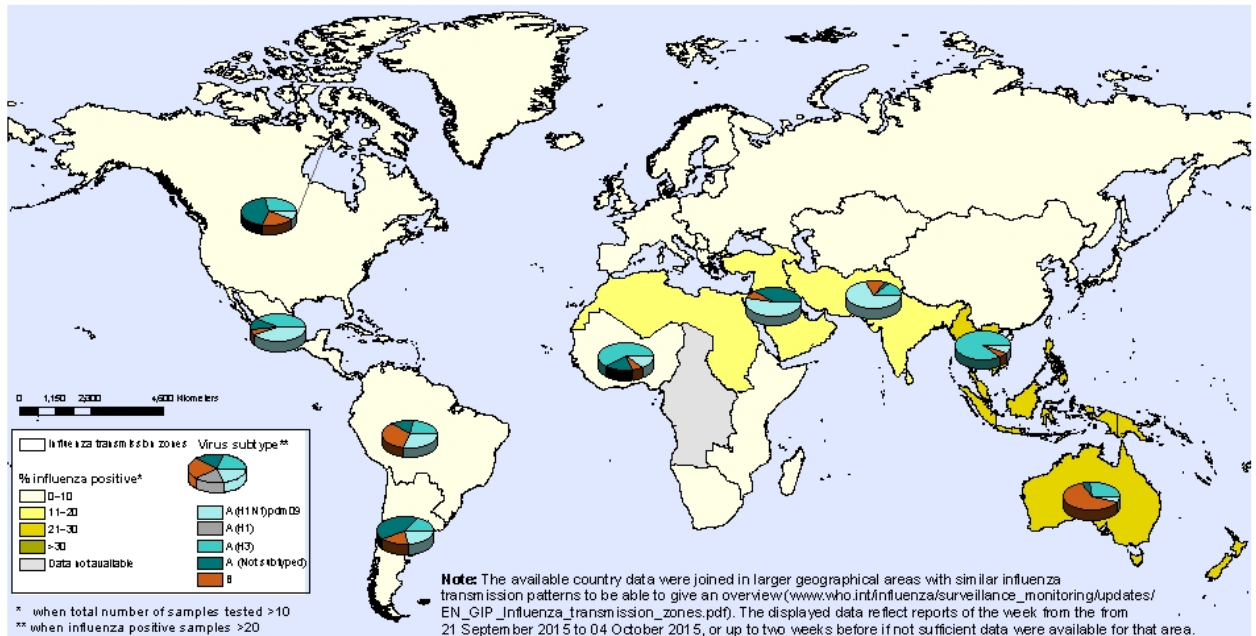 0 1,150 2,300 4,600 Kilometers
Influenza transmission zones
Virus subtype**
% influenza positive*
0-10
11-20
21-30
>30
Data not available
A(H1N1)pdm09
A(H1)
A(H3)
A (Not subtyped)
B
* when total number of samples tested >10
** when influenza positive samples >20
Note: The available country data were joined in larger geographical areas with similar influenza
transmission patterns to be able to give an overview (www.who.int/influenza/surveillance_monitoring/updates/
EN_GIP_Influenza_transmission_zones.pdf). The displayed data reflect reports of the week from the from
21 September 2015 to 04 October 2015, or up to two weeks before if not sufficient data were available for that area.